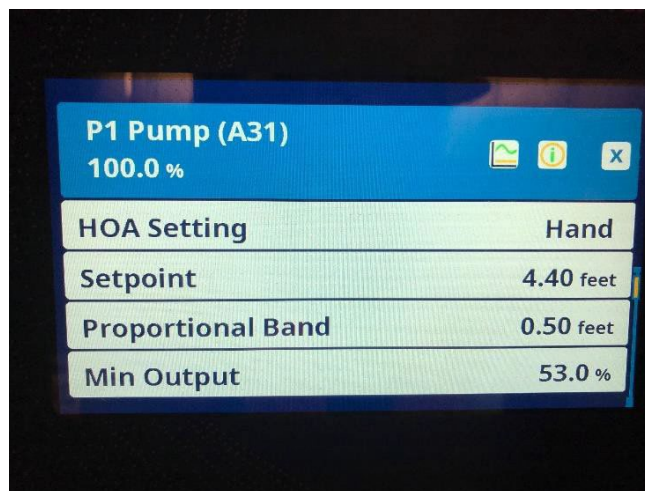 P1 Pump (A31)
100.0 %
X
HOA Setting Hand
Setpoint 4.40 feet
Proportional Band 0.50 feet
Min Output 53.0 %